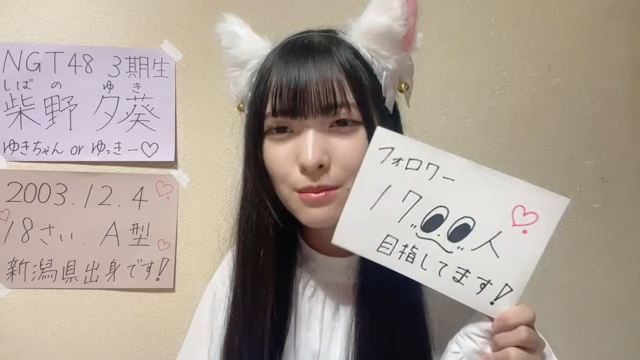 NGT48 3期生
しばの ゆき
柴野 夕葵
ゆきちゃん or ゆっきー♡
2003.12.4
18さい A型
新潟県出身です!
フォロワー
1700人
目指してます!